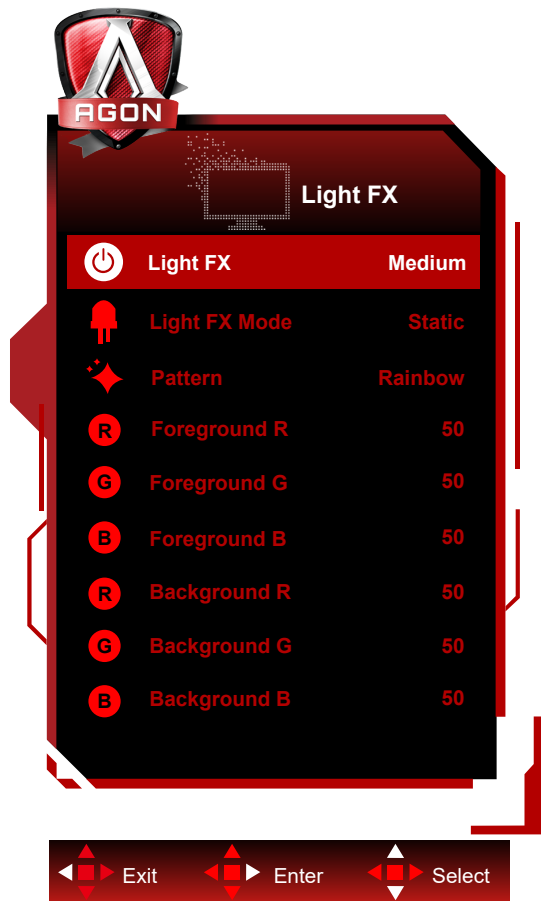 AGON
Light FX
Light FX Medium
Light FX Mode Static
Pattern Rainbow
R Foreground R 50
G Foreground G 50
B Foreground B 50
R Background R 50
G Background G 50
B Background B 50
Exit Enter Select